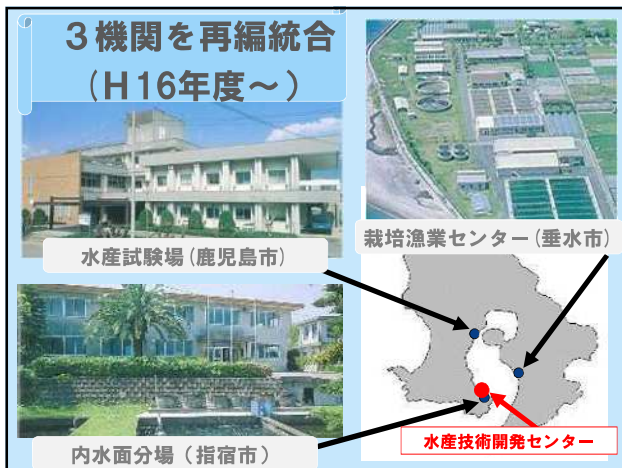 ３機関を再編統合
(Ｈ16年度～)
水産試験場(鹿児島市)
栽培漁業センター(垂水市)
内水面分場（指宿市）
水産技術開発センター